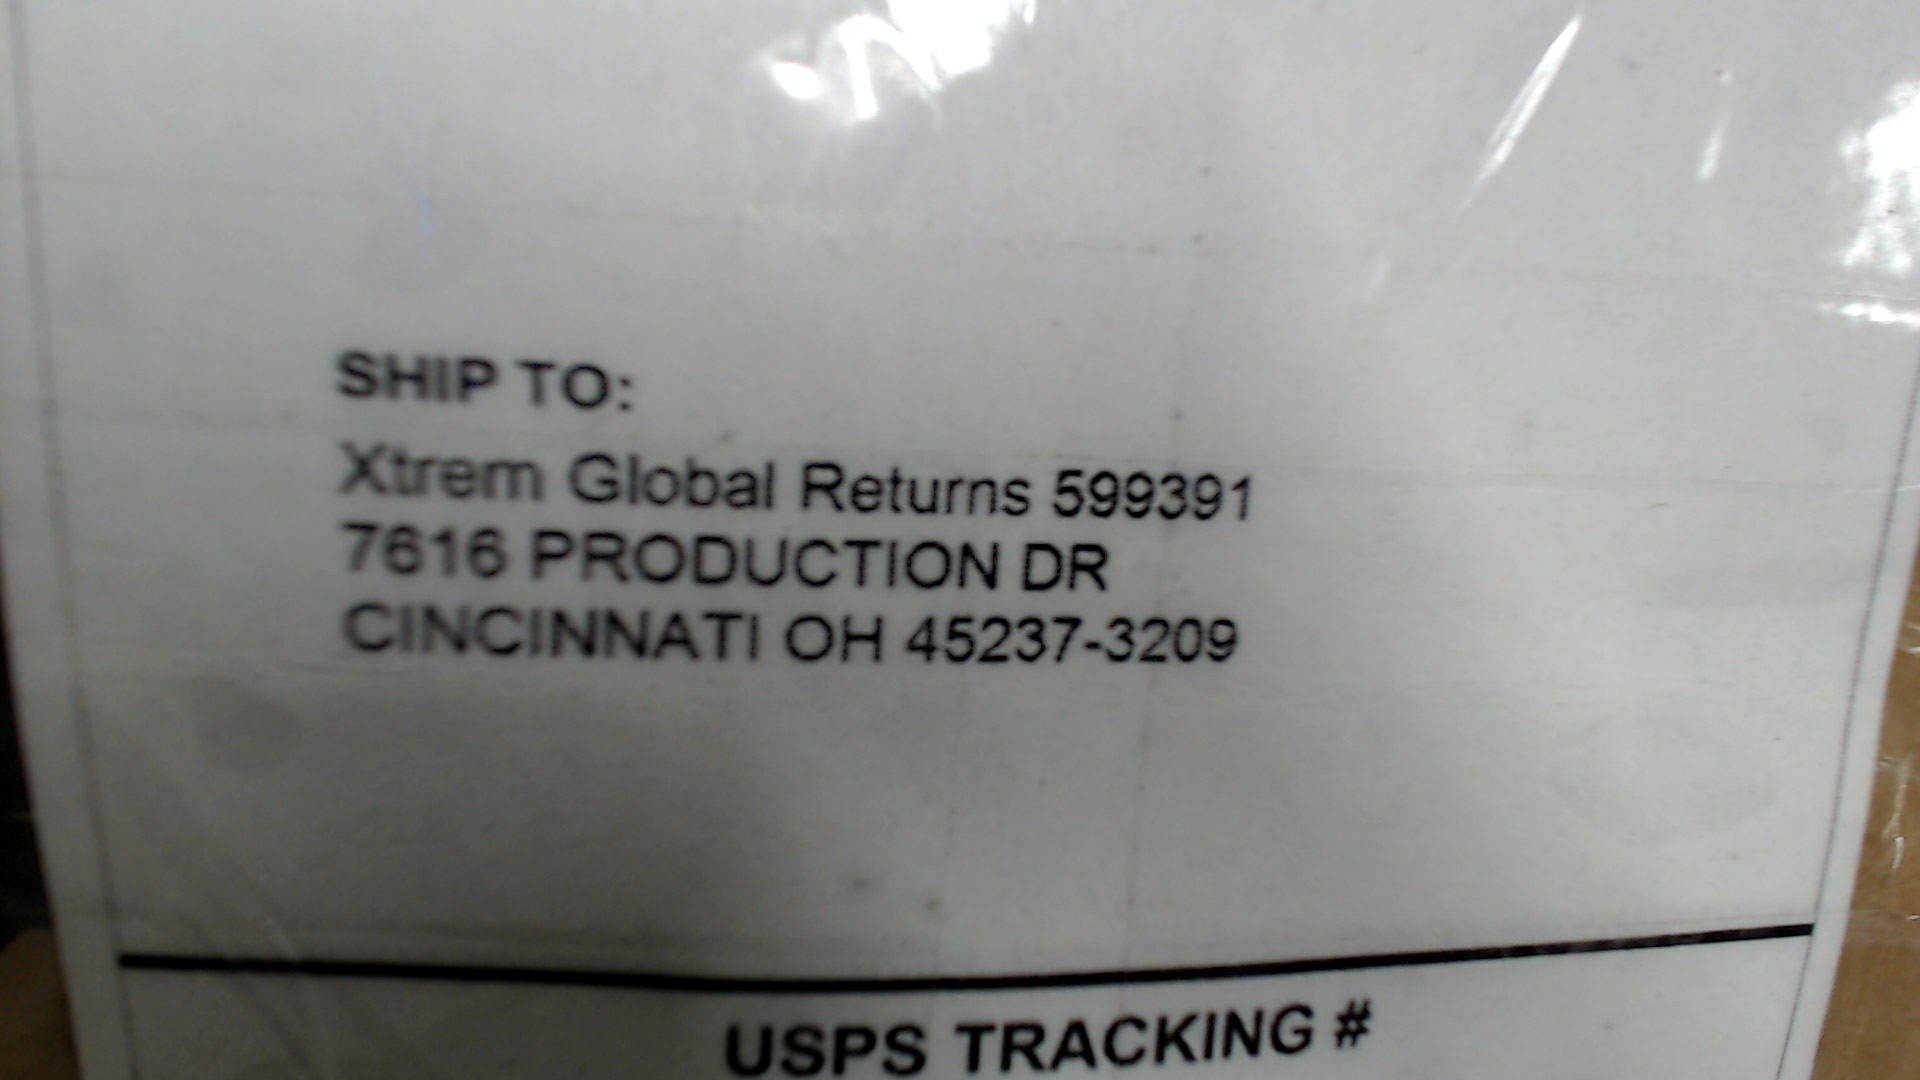 SHIP TO:
Xtrem Global Returns 599391
7616 PRODUCTION DR
CINCINNATI OH 45237-3209
USPS TRACKING #